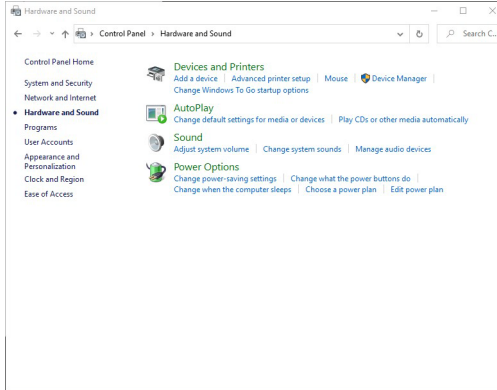 Hardware and Sound
Control Panel › Hardware and Sound
Search C...
Control Panel Home
System and Security
Network and Internet
Hardware and Sound
Programs
User Accounts
Appearance and
Personalization
Clock and Region
Ease of Access
Devices and Printers
Add a device | Advanced printer setup | Mouse | Device Manager |
Change Windows To Go startup options
AutoPlay
Change default settings for media or devices | Play CDs or other media automatically
Sound
Adjust system volume | Change system sounds | Manage audio devices
Power Options
Change power-saving settings | Change what the power buttons do |
Change when the computer sleeps | Choose a power plan | Edit power plan